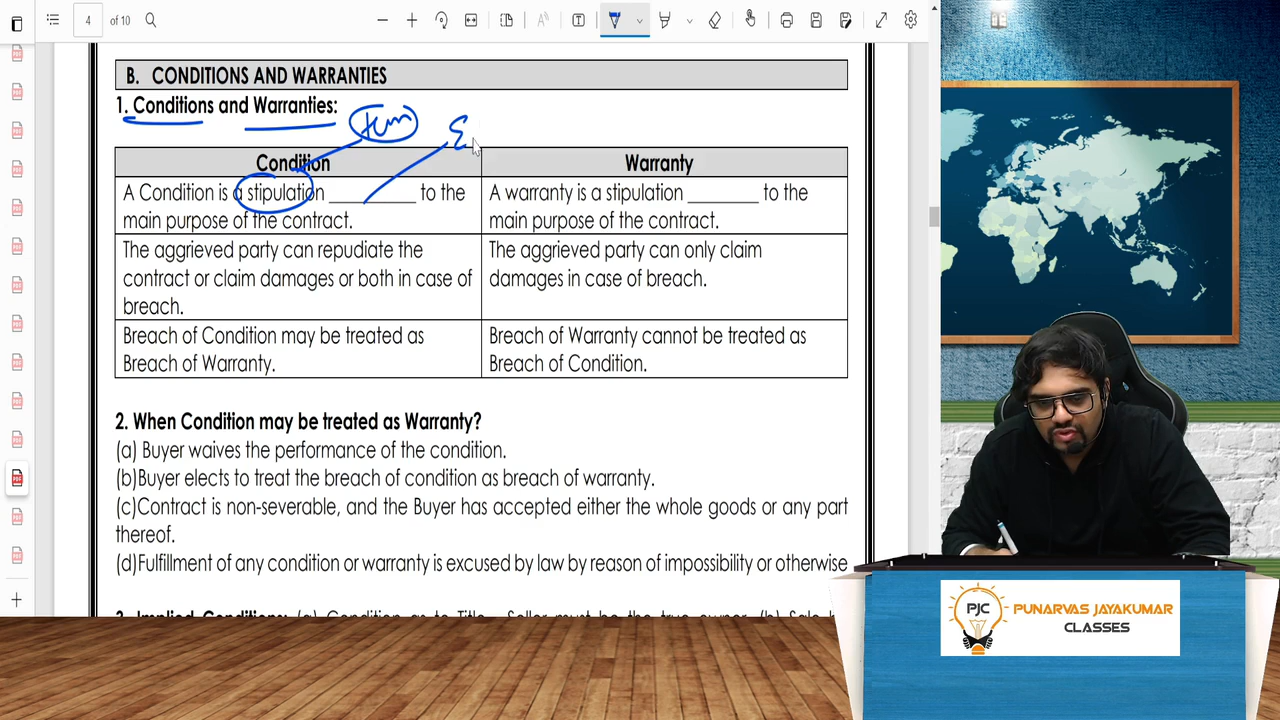 4 of 10
B. CONDITIONS AND WARRANTIES
1. Conditions and Warranties:
term
Condition
Warranty
A Condition is a stipulation __________ to the
main purpose of the contract.
A warranty is a stipulation ________ to the
main purpose of the contract.
The aggrieved party can repudiate the
contract or claim damages or both in case of
breach.
The aggrieved party can only claim
damages in case of breach.
Breach of Condition may be treated as
Breach of Warranty.
Breach of Warranty cannot be treated as
Breach of Condition.
2. When Condition may be treated as Warranty?
(a) Buyer waives the performance of the condition.
(b)Buyer elects to treat the breach of condition as breach of warranty.
(c)Contract is non-severable, and the Buyer has accepted either the whole goods or any part
thereof.
(d)Fulfillment of any condition or warranty is excused by law by reason of impossibility or otherwise
PJC
PUNARVAS JAYAKUMAR
CLASSES